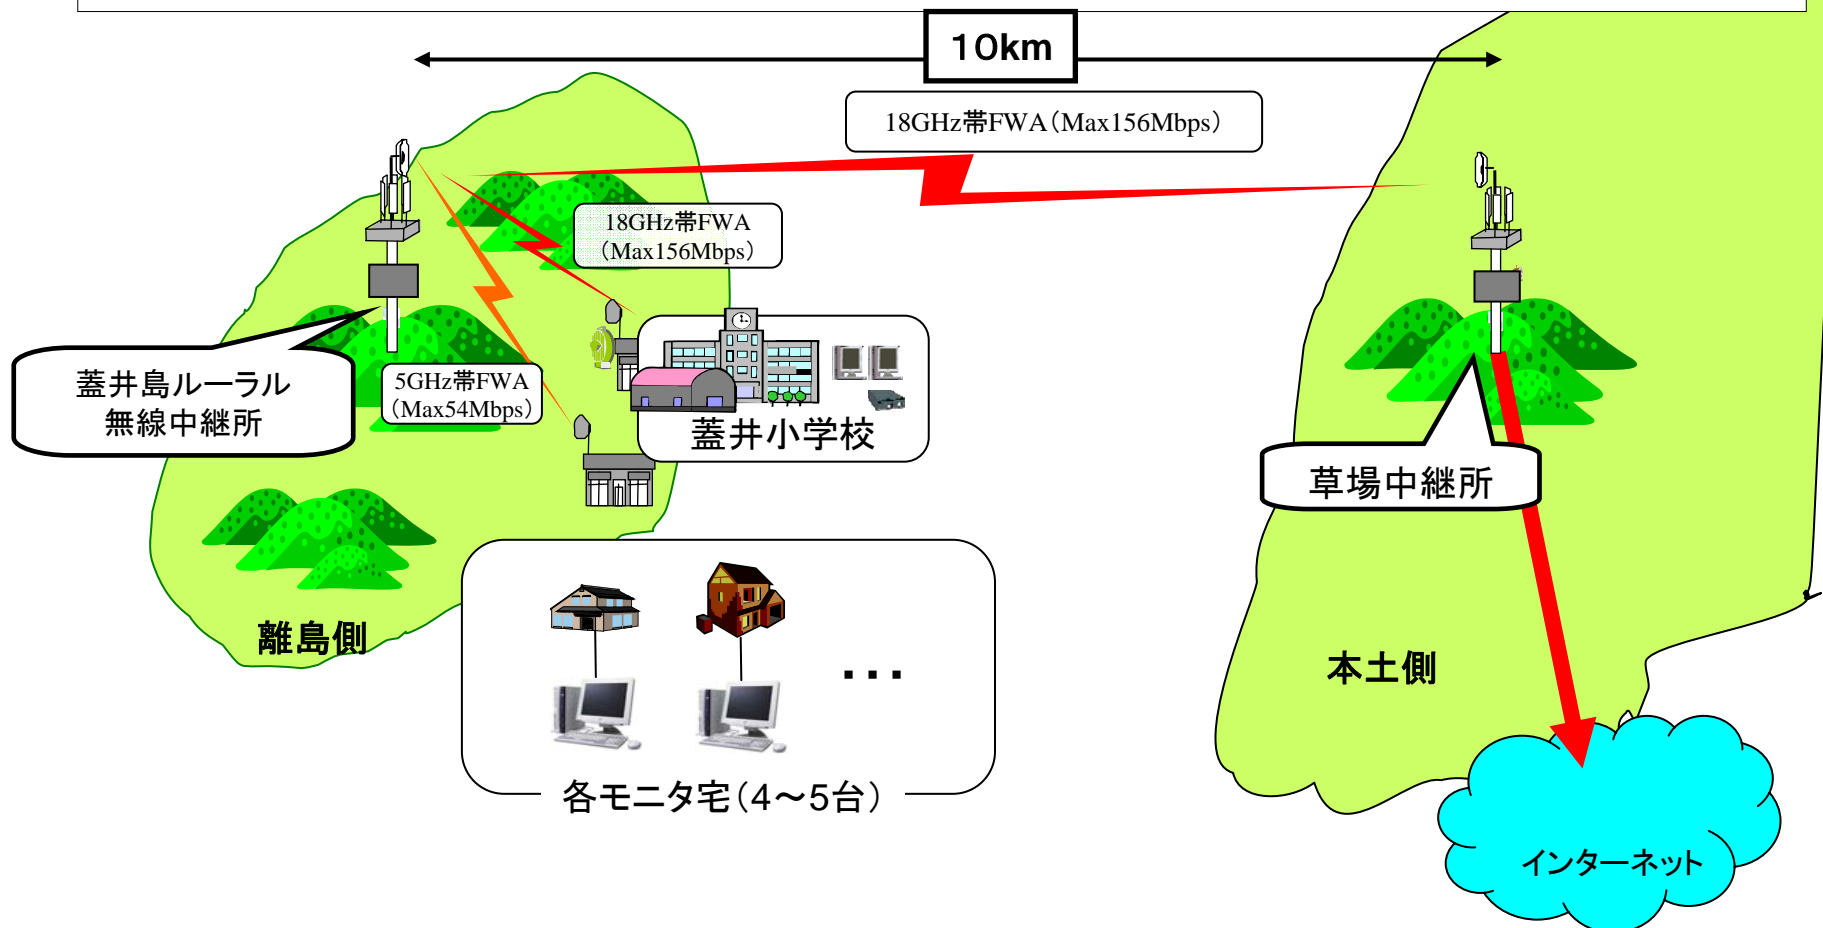 10km
18GHz帯FWA(Max156Mbps)
18GHz帯FWA
(Max156Mbps)
蓋井島ルーラル
無線中継所
5GHz帯FWA
(Max54Mbps)
蓋井小学校
草場中継所
離島側
本土側
・・・
各モニタ宅(4～5台)
インターネット